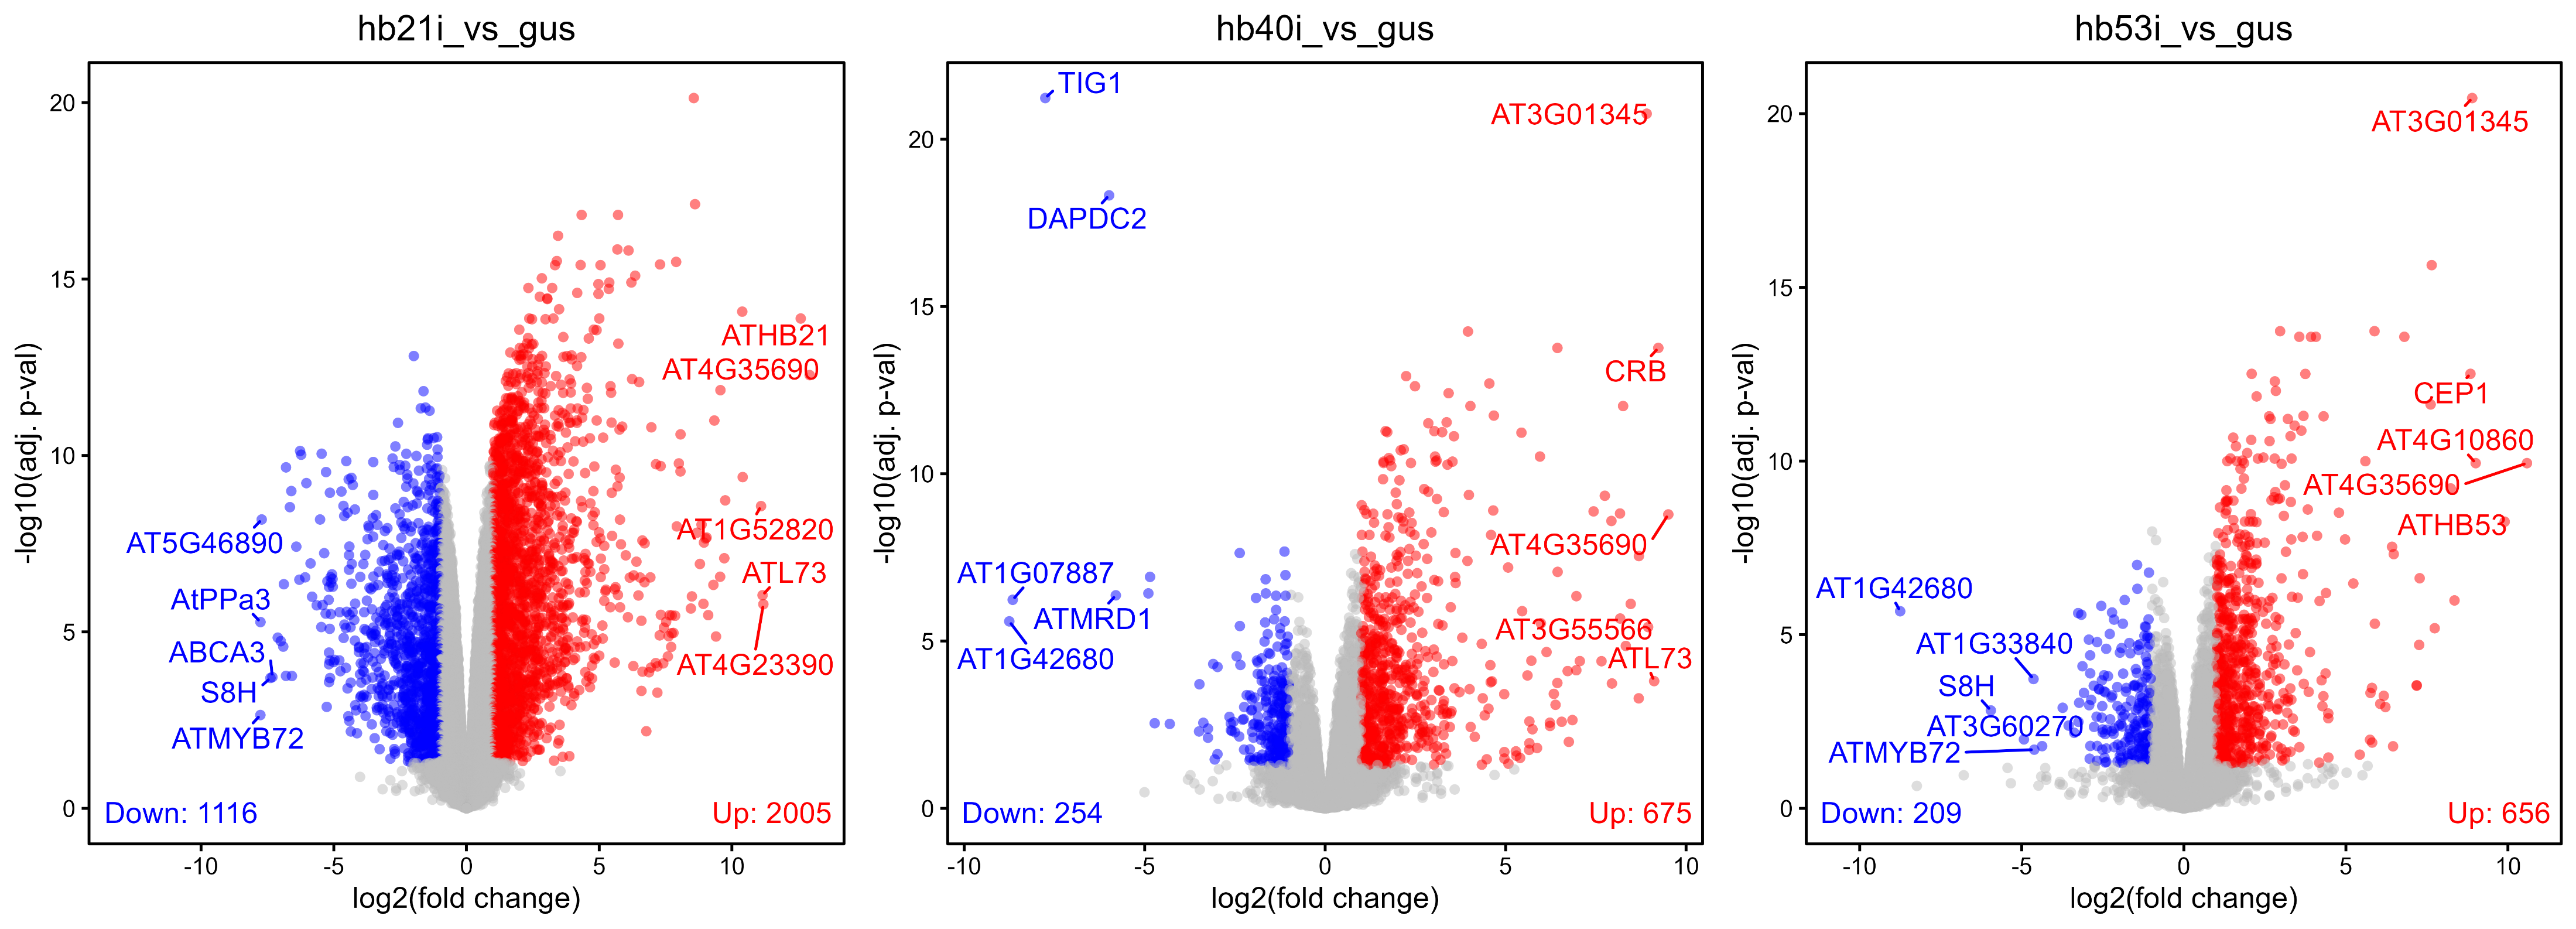 hb21i_vs_gus
-log10(adj. p-val)
20
15
10
5
0
ATHB21
AT4G35690
AT5G46890
AT1G52820
AtPPa3
ATL73
ABCA3
S8H
AT4G23390
ATMYB72
Down: 1116
Up: 2005
-10
-5
0
5
10
log2(fold change)
hb40i_vs_gus
-log10(adj. p-val)
20
15
10
5
0
TIG1
AT3G01345
DAPDC2
CRB
AT4G35690
AT1G07887
ATMRD1
AT3G55566
AT1G42680
ATL73
Down: 254
Up: 675
-10
-5
0
5
10
log2(fold change)
hb53i_vs_gus
-log10(adj. p-val)
20
15
10
5
0
AT3G01345
CEP1
AT4G10860
AT4G35690
ATHB53
AT1G42680
AT1G33840
S8H
AT3G60270
ATMYB72
Down: 209
Up: 656
-10
-5
0
5
10
log2(fold change)